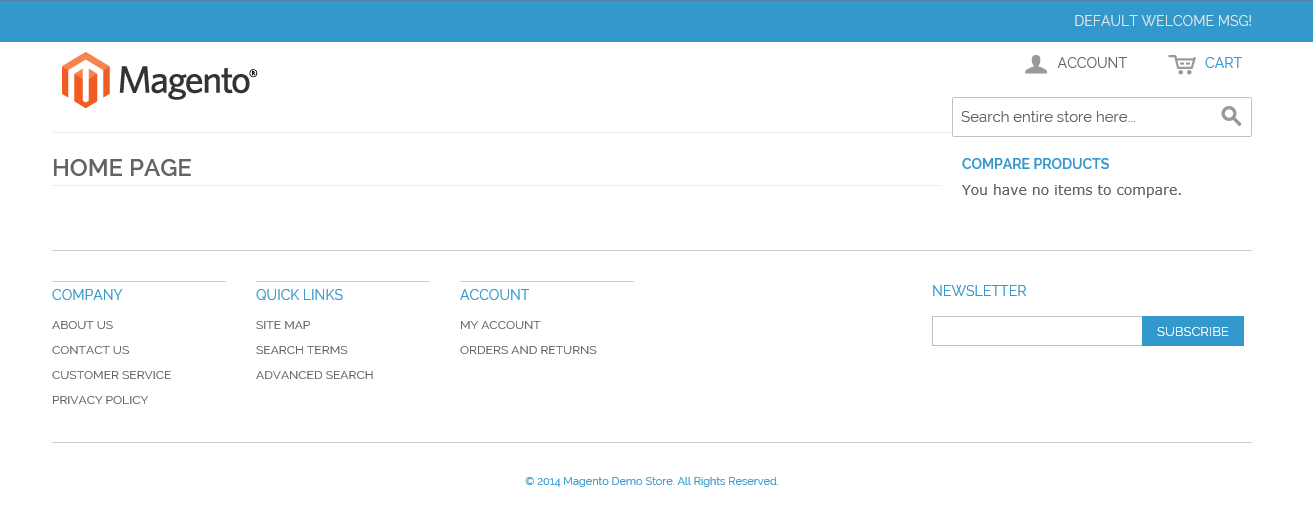 DEFAULT WELCOME MSG!
Magento®
ACCOUNT
CART
Search entire store here...
HOME PAGE
COMPARE PRODUCTS
You have no items to compare.
COMPANY
ABOUT US
CONTACT US
CUSTOMER SERVICE
PRIVACY POLICY
QUICK LINKS
SITE MAP
SEARCH TERMS
ADVANCED SEARCH
ACCOUNT
MY ACCOUNT
ORDERS AND RETURNS
NEWSLETTER
SUBSCRIBE
© 2014 Magento Demo Store. All Rights Reserved.